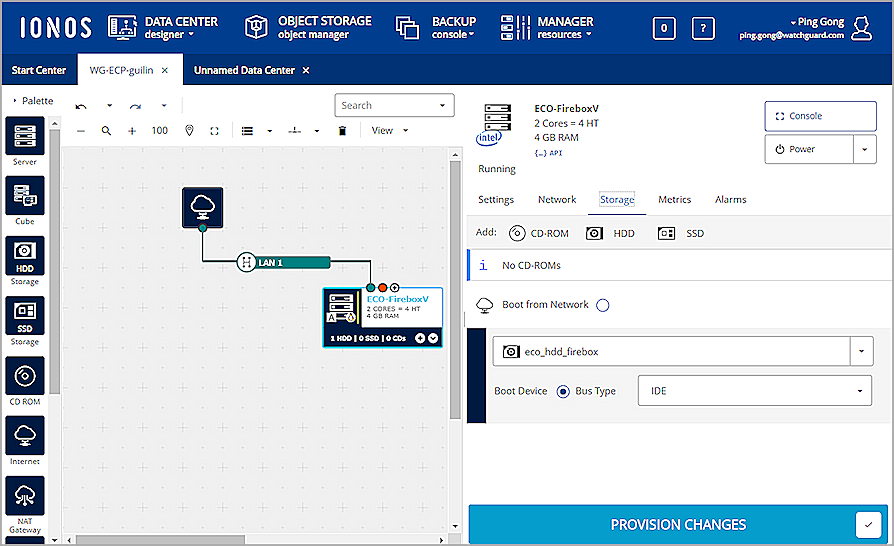 IONOS
DATA CENTER
designer
OBJECT STORAGE
object manager
BACKUP
console
MANAGER
resources
0
?
Ping Gong
ping.gong@watchguard.com
Start Center
WG-ECP-guilin ×
Unnamed Data Center ×
Palette
Search
100
View
Server
Cube
HDD
Storage
SSD
Storage
CD ROM
Internet
NAT
Gateway
LAN 1
ECO-FireboxV
2 CORES = 4 HT
4 GB RAM
A
1 HDD | 0 SSD | 0 CDs
intel
ECO-FireboxV
2 Cores = 4 HT
4 GB RAM
{...} API
Running
Console
Power
Settings
Network
Storage
Metrics
Alarms
Add:
CD-ROM
HDD
SSD
i
No CD-ROMs
Boot from Network
eco_hdd_firebox
Boot Device
Bus Type
IDE
PROVISION CHANGES